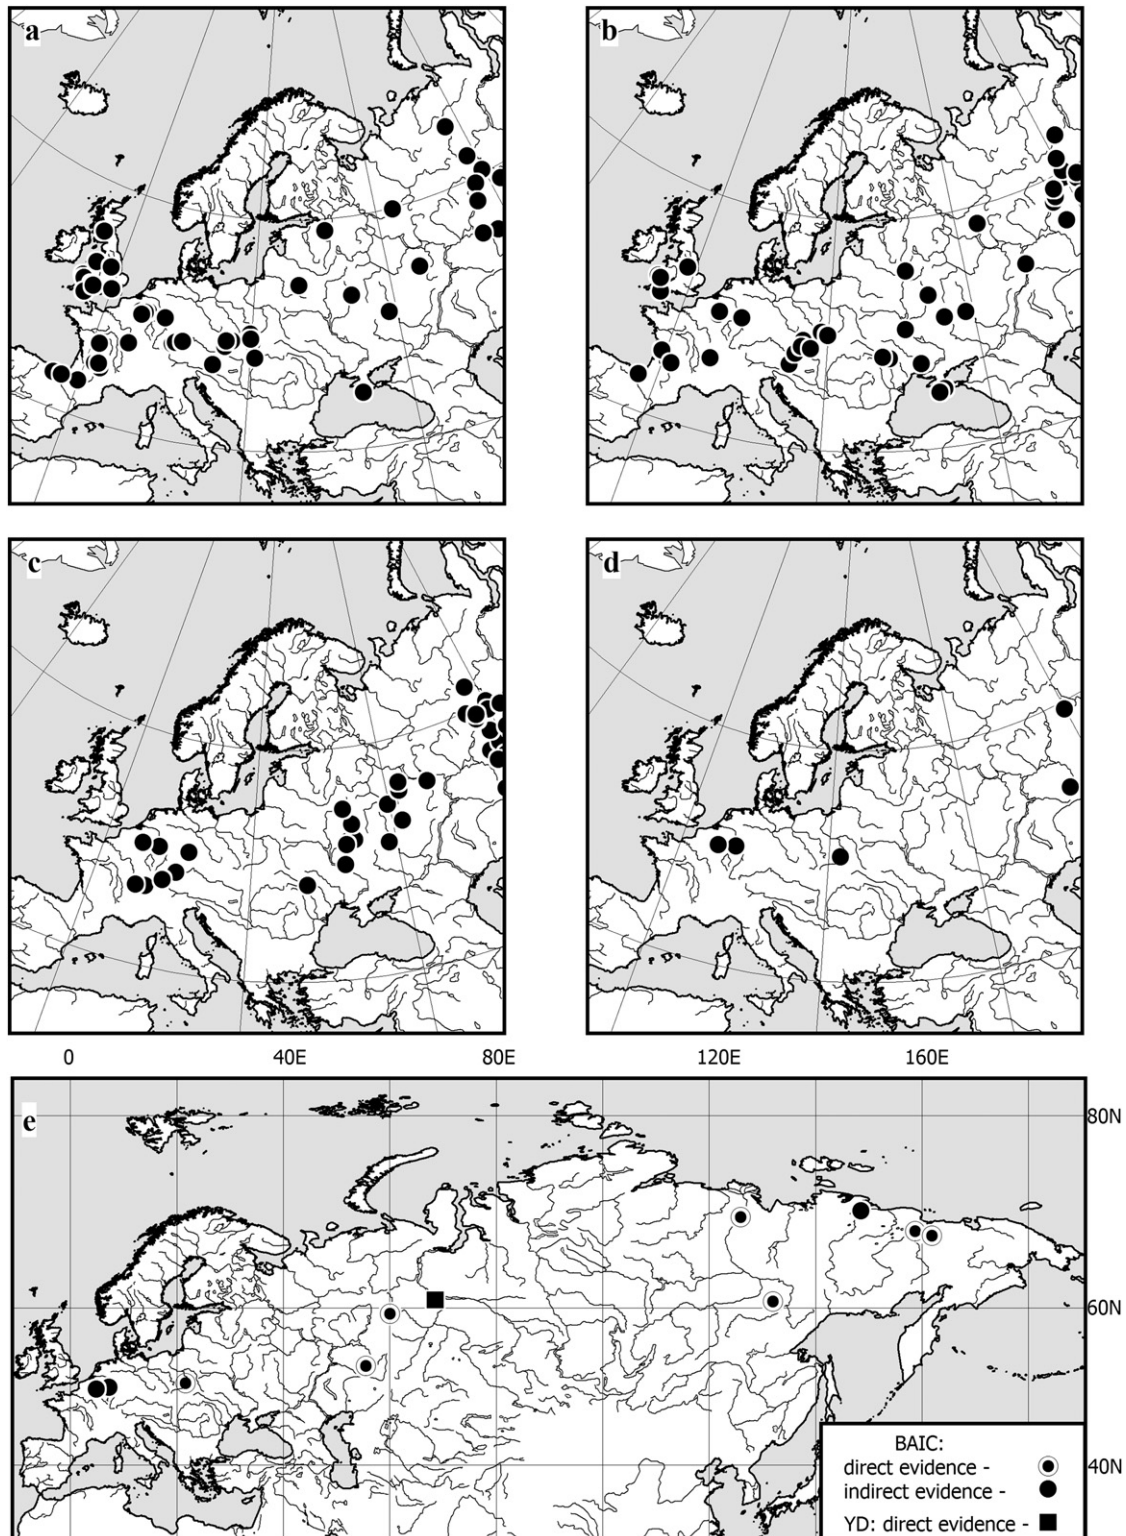 a
b
c
d
0 40E 80E 120E 160E
e
80N
60N
40N
BAIC:
direct evidence -
indirect evidence -
YD: direct evidence -